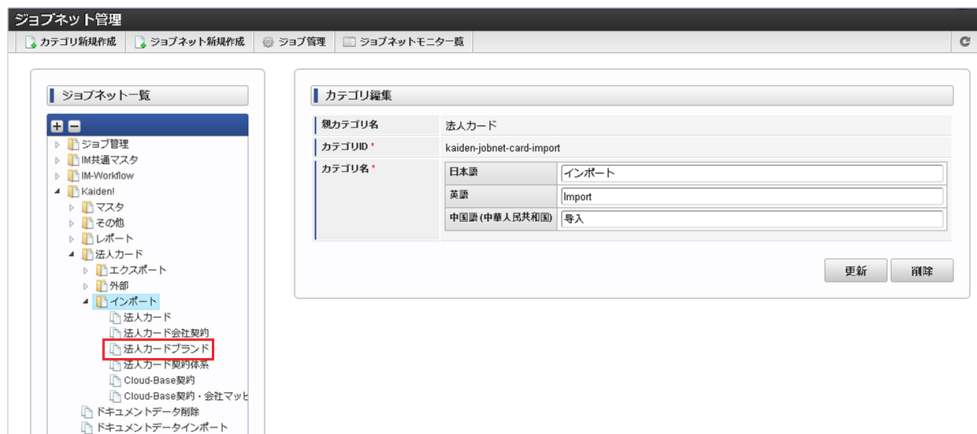 ジョブネット管理
カテゴリ新規作成 ジョブネット新規作成 ジョブ管理 ジョブネットモニタ一覧
ジョブネット一覧
ジョブ管理
IM共通マスタ
IM-Workflow
Kaiden!
マスタ
その他
レポート
法人カード
エクスポート
外部
インポート
法人カード
法人カード会社契約
法人カードブランド
法人カード契約体系
Cloud-Base契約
Cloud-Base契約・会社マッピ
ドキュメントデータ削除
ドキュメントデータインポート
カテゴリ編集
親カテゴリ名 法人カード
カテゴリID * kaiden-jobnet-card-import
カテゴリ名 *
日本語 インポート
英語 Import
中国語(中華人民共和国) 导入
更新 削除